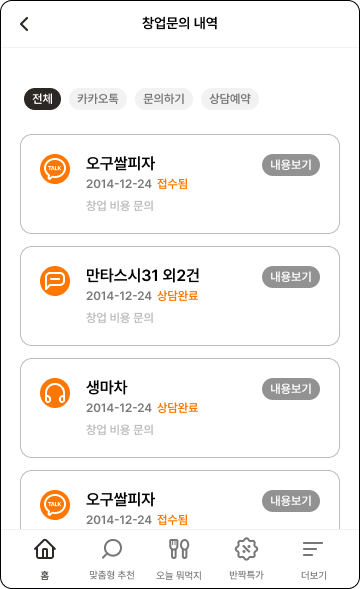 창업문의 내역
전체 카카오톡 문의하기 상담예약
TALK
오구쌀피자 내용보기
2014-12-24 접수됨
창업 비용 문의
만타스시31 외2건 내용보기
2014-12-24 상담완료
창업 비용 문의
생마차 내용보기
2014-12-24 상담완료
창업 비용 문의
TALK
오구쌀피자 내용보기
2014-12-24 접수됨
홈 맞춤형 추천 오늘 뭐먹지 반짝특가 더보기